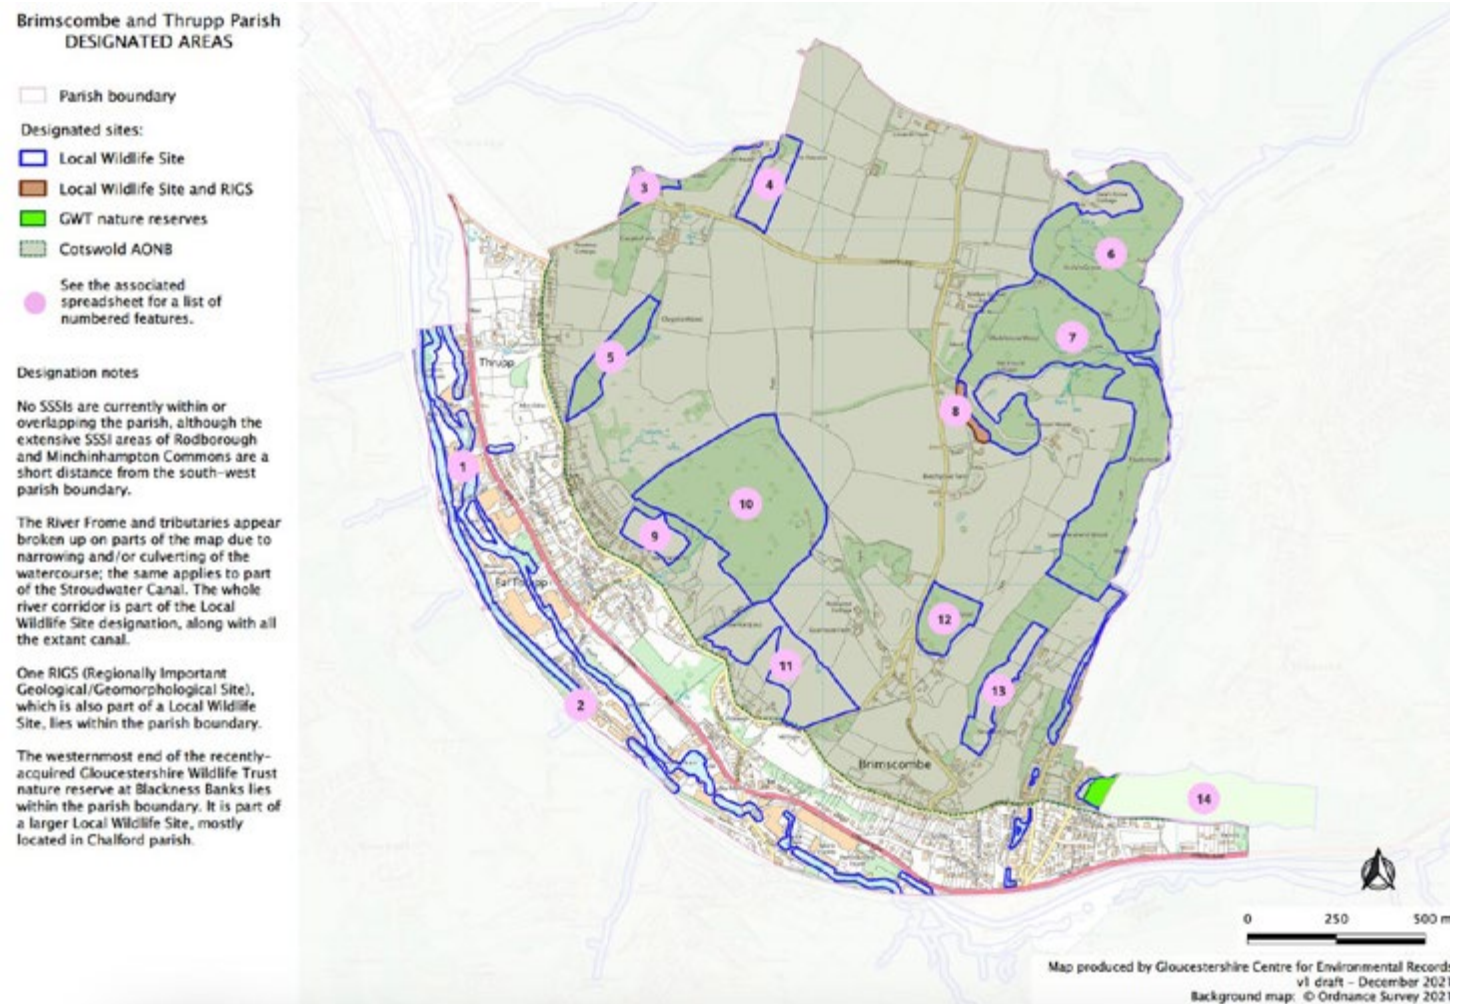 Brimscombe and Thrupp Parish
DESIGNATED AREAS
Parish boundary
Designated sites:
Local Wildlife Site
Local Wildlife Site and RIGS
GWT nature reserves
Cotswold AONB
See the associated
spreadsheet for a list of
numbered features.
Designation notes
No SSSIs are currently within or
overlapping the parish, although the
extensive SSSI areas of Rodborough
and Minchinhampton Commons are a
short distance from the south-west
parish boundary.
The River Frome and tributaries appear
broken up on parts of the map due to
narrowing and/or culverting of the
watercourse; the same applies to part
of the Stroudwater Canal. The whole
river corridor is part of the Local
Wildlife Site designation, along with all
the extant canal.
One RIGS (Regionally Important
Geological/Geomorphological Site),
which is also part of a Local Wildlife
Site, lies within the parish boundary.
The westernmost end of the recently-
acquired Gloucestershire Wildlife Trust
nature reserve at Blackness Banks lies
within the parish boundary. It is part of
a larger Local Wildlife Site, mostly
located in Chalford parish.
3
4
6
7
5
Thrupp
8
1
10
9
12
11
13
2
Brimscombe
14
0 250 500 m
Map produced by Gloucestershire Centre for Environmental Records
v1 draft – December 2021
Background map: © Ordnance Survey 2021